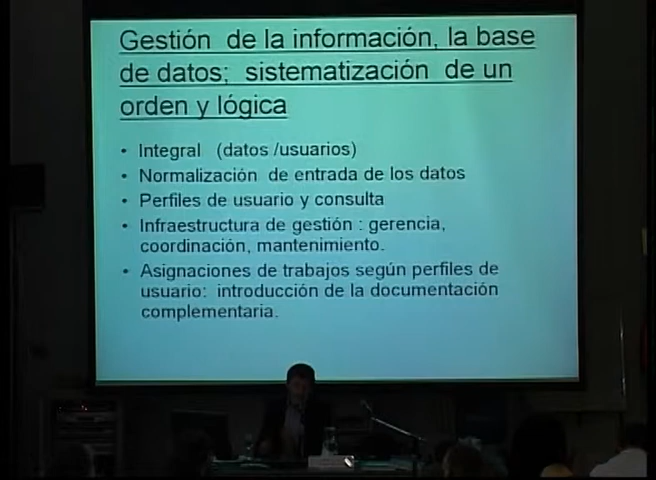 Gestión de la información, la base
de datos; sistematización de un
orden y lógica
• Integral (datos /usuarios)
• Normalización de entrada de los datos
• Perfiles de usuario y consulta
• Infraestructura de gestión : gerencia,
coordinación, mantenimiento.
• Asignaciones de trabajos según perfiles de
usuario: introducción de la documentación
complementaria.